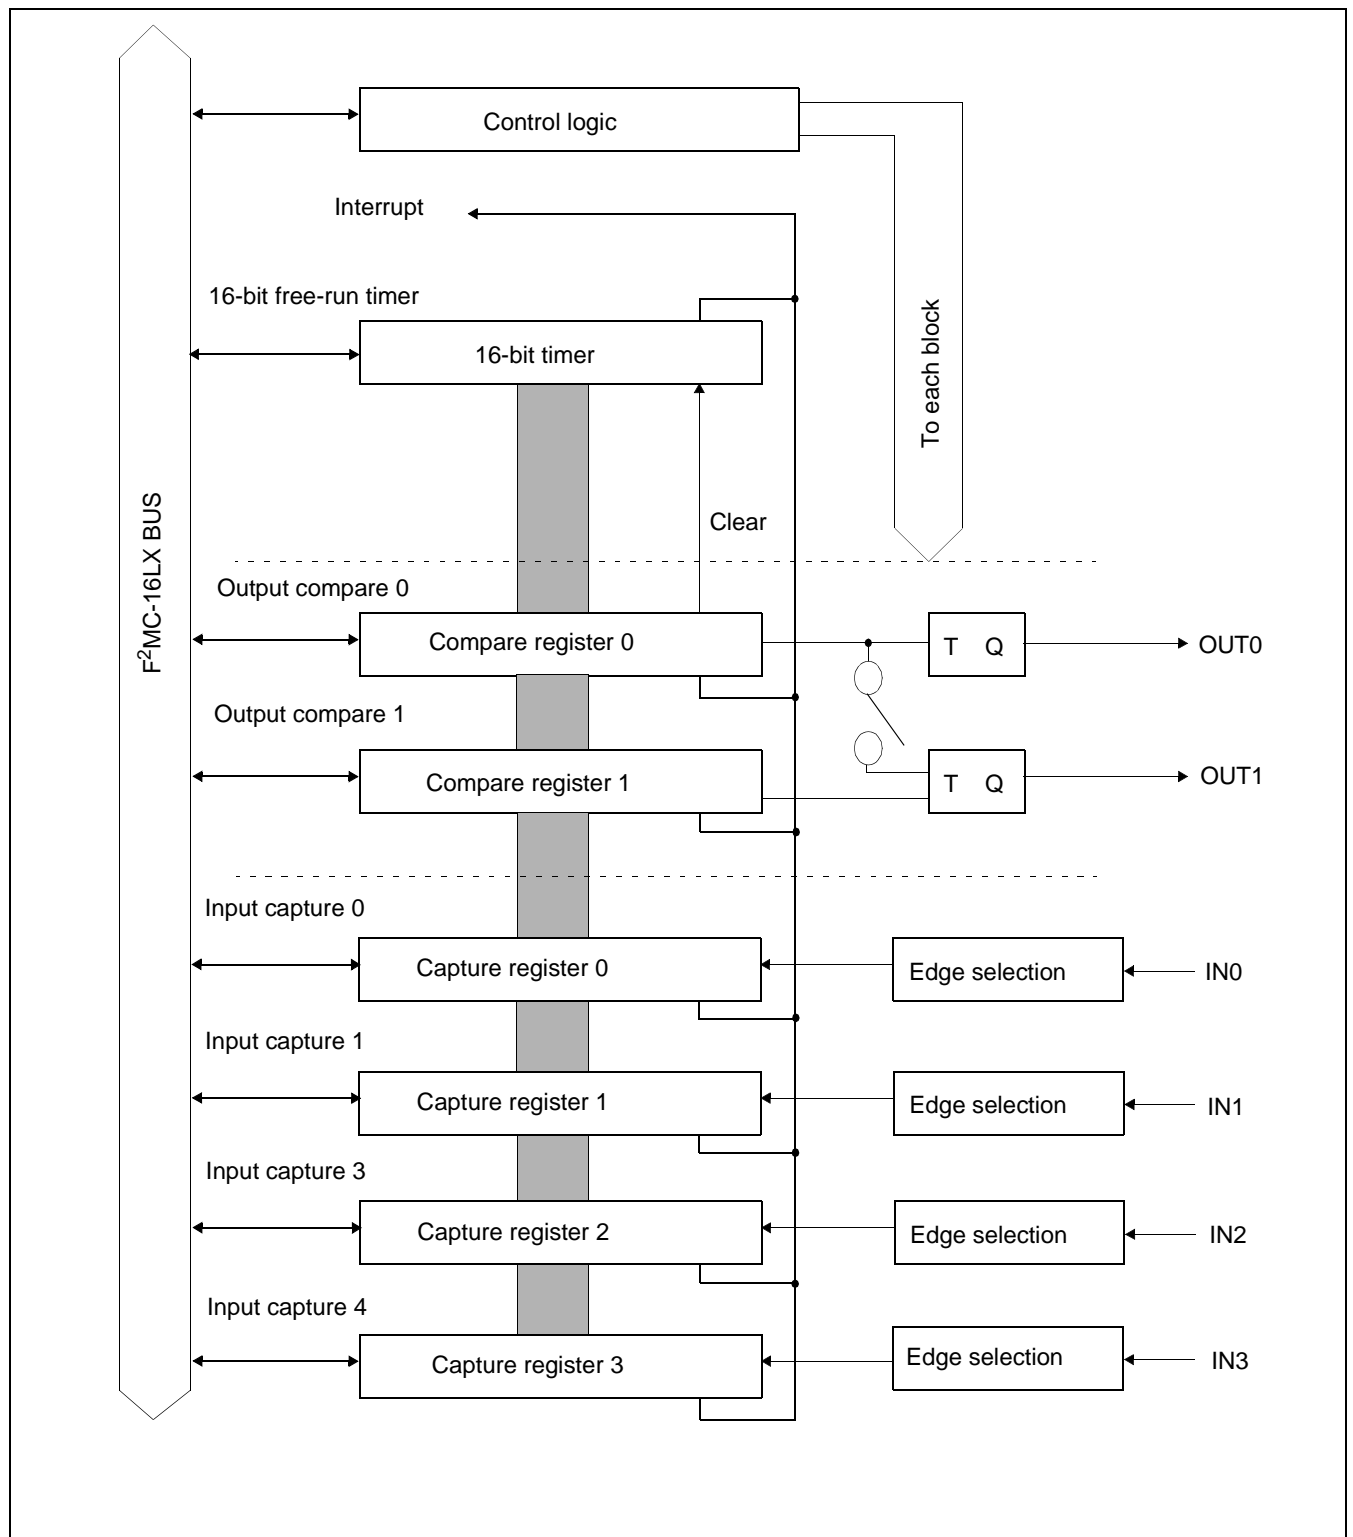 Control logic
Interrupt
16-bit free-run timer
16-bit timer
To each block
F²MC-16LX BUS
Clear
Output compare 0
Compare register 0
T Q
OUT0
Output compare 1
Compare register 1
T Q
OUT1
Input capture 0
Capture register 0
Edge selection
IN0
Input capture 1
Capture register 1
Edge selection
IN1
Input capture 3
Capture register 2
Edge selection
IN2
Input capture 4
Capture register 3
Edge selection
IN3